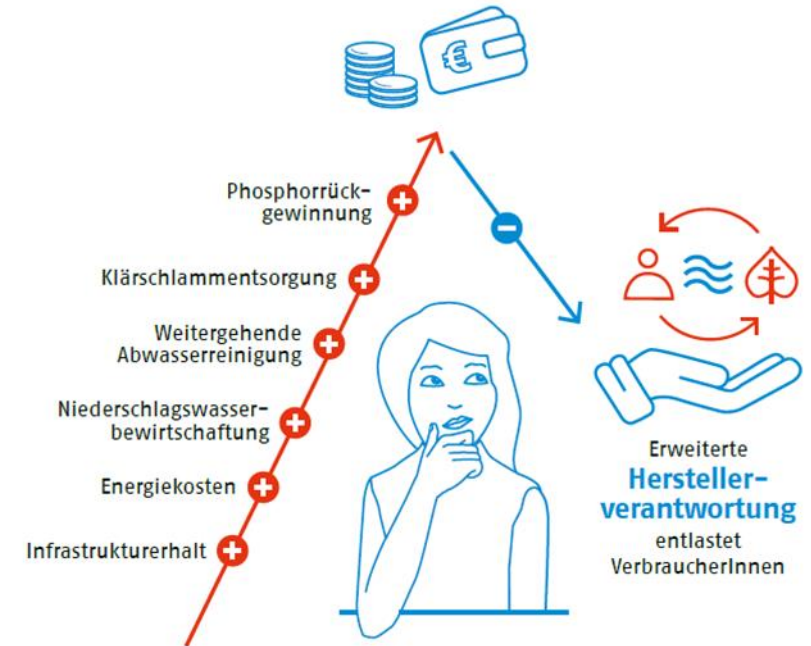 €
Phosphorrück-
gewinnung
Klärschlammentsorgung
Weitergehende
Abwasserreinigung
Niederschlagswasser-
bewirtschaftung
Energiekosten
Infrastrukturerhalt
Erweiterte
Hersteller-
verantwortung
entlastet
VerbraucherInnen